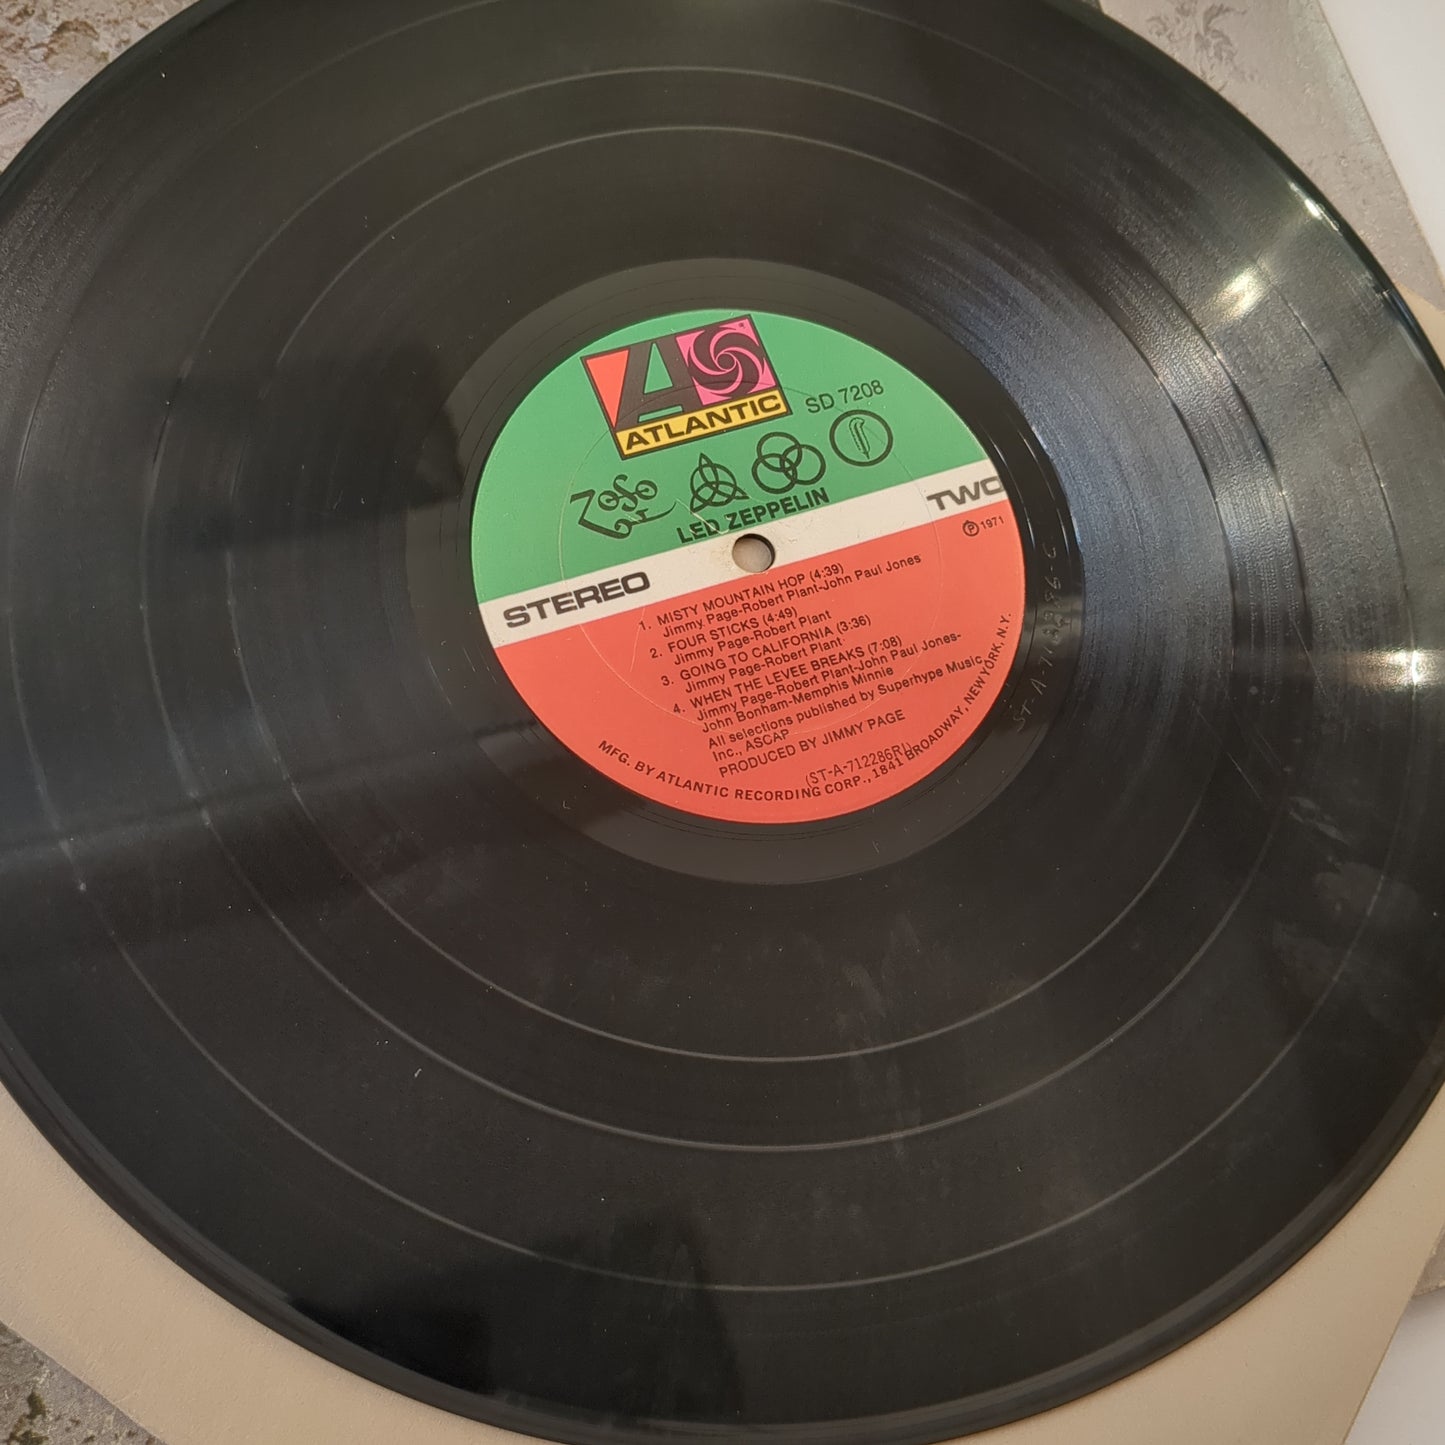 ATLANTIC
SD 7208
ZoSo
LED ZEPPELIN
STEREO
TWO
Ⓟ 1971
1. MISTY MOUNTAIN HOP (4:39)
Jimmy Page-Robert Plant-John Paul Jones
2. FOUR STICKS (4:49)
Jimmy Page-Robert Plant
3. GOING TO CALIFORNIA (3:36)
Jimmy Page-Robert Plant
4. WHEN THE LEVEE BREAKS (7:08)
Jimmy Page-Robert Plant-John Paul Jones-
John Bonham-Memphis Minnie
All selections published by Superhype Music
Inc., ASCAP
PRODUCED BY JIMMY PAGE
(ST-A-712286RI)
MFG. BY ATLANTIC RECORDING CORP., 1841 BROADWAY, NEW YORK, N.Y.